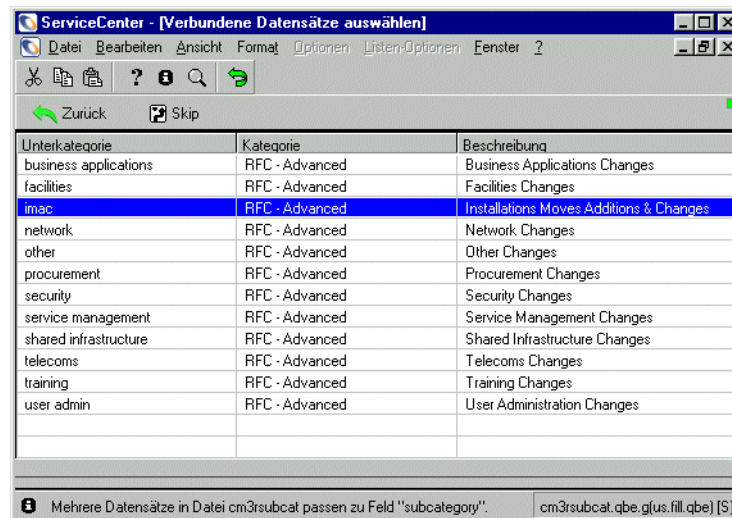 ServiceCenter - [Verbundene Datensätze auswählen]
Datei Bearbeiten Ansicht Format Optionen Listen-Optionen Fenster ?
Zurück Skip
Unterkategorie Kategorie Beschreibung
business applications RFC - Advanced Business Applications Changes
facilities RFC - Advanced Facilities Changes
imac RFC - Advanced Installations Moves Additions & Changes
network RFC - Advanced Network Changes
other RFC - Advanced Other Changes
procurement RFC - Advanced Procurement Changes
security RFC - Advanced Security Changes
service management RFC - Advanced Service Management Changes
shared infrastructure RFC - Advanced Shared Infrastructure Changes
telecoms RFC - Advanced Telecoms Changes
training RFC - Advanced Training Changes
user admin RFC - Advanced User Administration Changes
Mehrere Datensätze in Datei cm3rsubcat passen zu Feld "subcategory". cm3rsubcat.qbe.g(us.fill.qbe) [S]